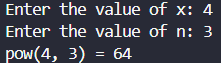 Enter the value of x: 4
Enter the value of n: 3
pow(4, 3) = 64